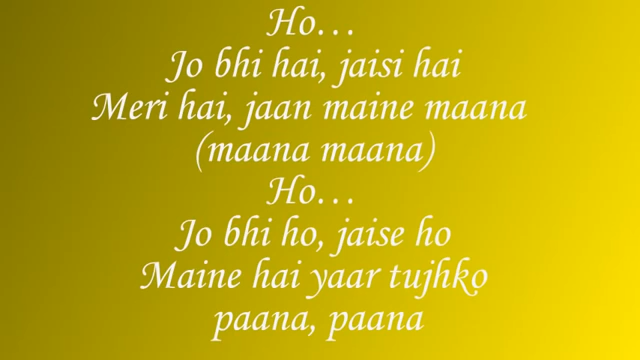 Ho…
Jo bhi hai, jaisi hai
Meri hai, jaan maine maana
(maana maana)
Ho…
Jo bhi ho, jaise ho
Maine hai yaar tujhko
paana, paana